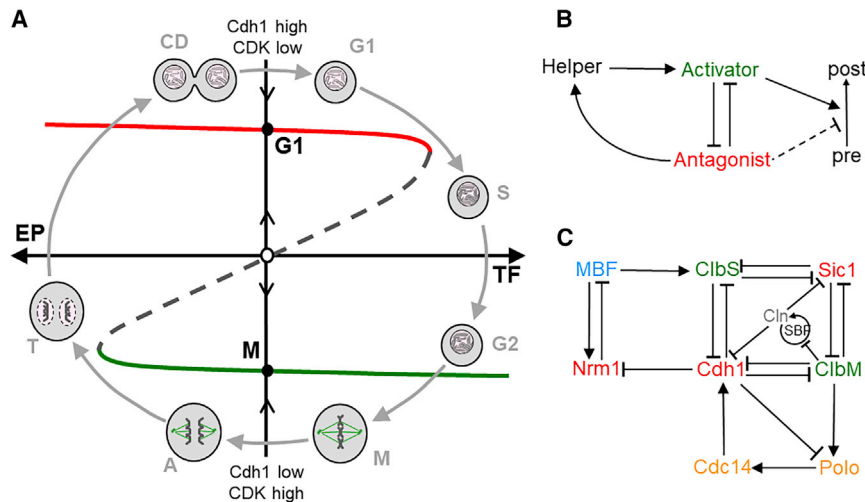 A
Cdh1 high
CDK low
CD
G1
G1
S
EP
TF
T
M
G2
A
M
Cdh1 low
CDK high
B
Helper
Activator
post
Antagonist
pre
C
MBF
ClbS
Sic1
Cln
SBF
Nrm1
Cdh1
ClbM
Cdc14
Polo